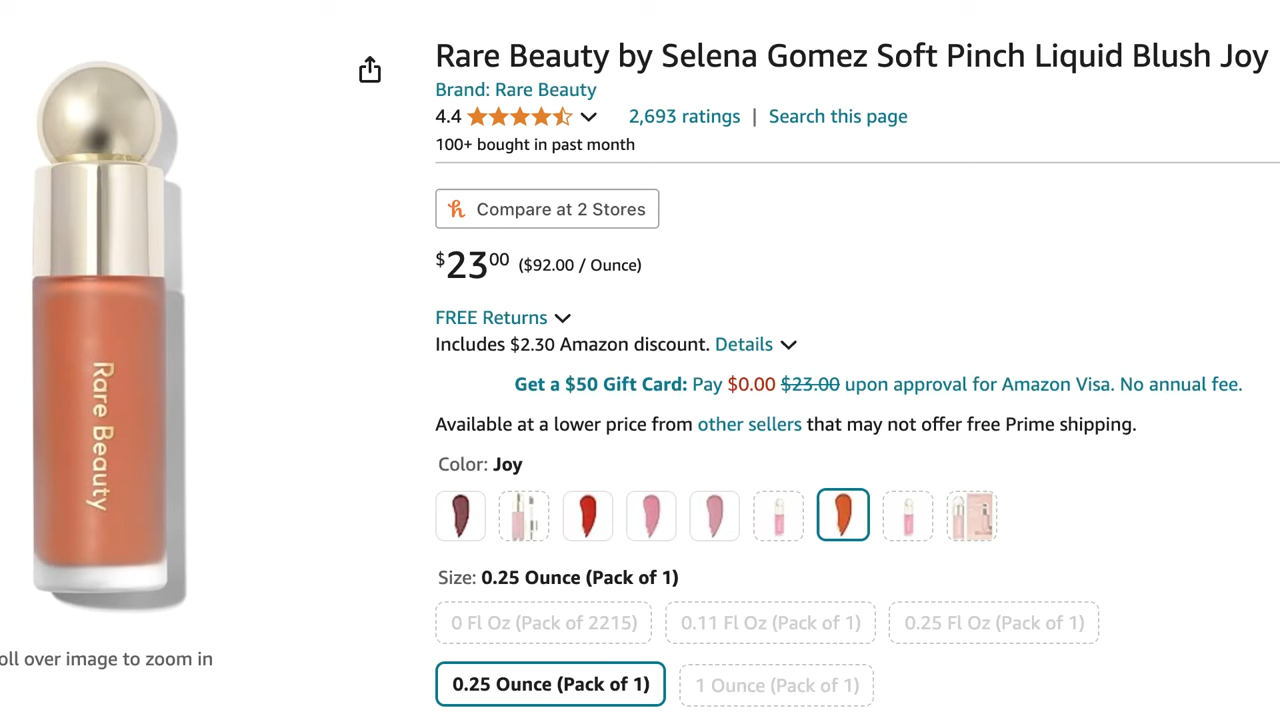 Rare Beauty by Selena Gomez Soft Pinch Liquid Blush Joy
Brand: Rare Beauty
4.4 2,693 ratings | Search this page
100+ bought in past month
Compare at 2 Stores
$23.00 ($92.00 / Ounce)
FREE Returns
Includes $2.30 Amazon discount. Details
Get a $50 Gift Card: Pay $0.00 $23.00 upon approval for Amazon Visa. No annual fee.
Available at a lower price from other sellers that may not offer free Prime shipping.
Color: Joy
Size: 0.25 Ounce (Pack of 1)
0 Fl Oz (Pack of 2215) 0.11 Fl Oz (Pack of 1) 0.25 Fl Oz (Pack of 1)
0.25 Ounce (Pack of 1) 1 Ounce (Pack of 1)
Rare Beauty
oll over image to zoom in